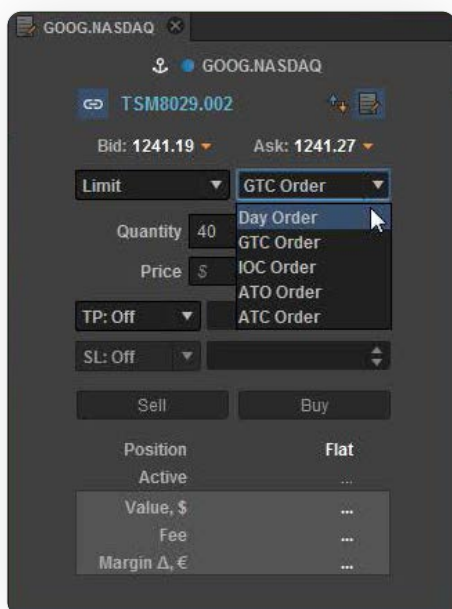 GOOG.NASDAQ
GOOG.NASDAQ
TSM8029.002
Bid: 1241.19 Ask: 1241.27
Limit GTC Order
Day Order
Quantity 40
GTC Order
Price $ IOC Order
ATO Order
TP: Off ATC Order
SL: Off
Sell Buy
Position Flat
Active ...
Value, $ ...
Fee ...
Margin Δ, € ...